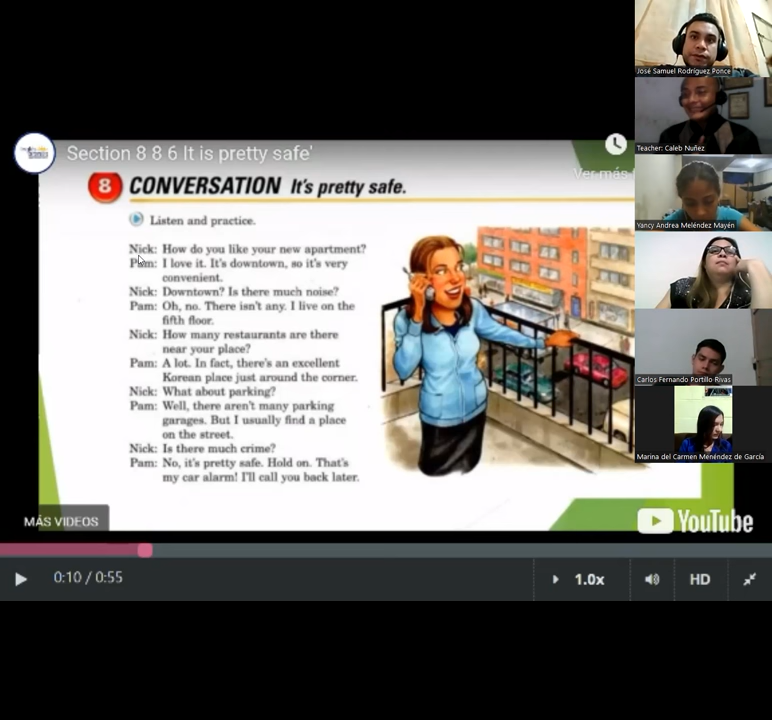 Section 8 8 6 It is pretty safe'
Ver más
8 CONVERSATION It's pretty safe.
Listen and practice.
Nick: How do you like your new apartment?
Pam: I love it. It's downtown, so it's very
convenient.
Nick: Downtown? Is there much noise?
Pam: Oh, no. There isn't any. I live on the
fifth floor.
Nick: How many restaurants are there
near your place?
Pam: A lot. In fact, there's an excellent
Korean place just around the corner.
Nick: What about parking?
Pam: Well, there aren't many parking
garages. But I usually find a place
on the street.
Nick: Is there much crime?
Pam: No, it's pretty safe. Hold on. That's
my car alarm! I'll call you back later.
MÁS VIDEOS
YouTube
0:10 / 0:55
1.0x
HD
José Samuel Rodríguez Ponce
Teacher: Caleb Nuñez
Yancy Andrea Meléndez Mayén
Carlos Fernando Portillo Rivas
Marina del Carmen Menéndez de García